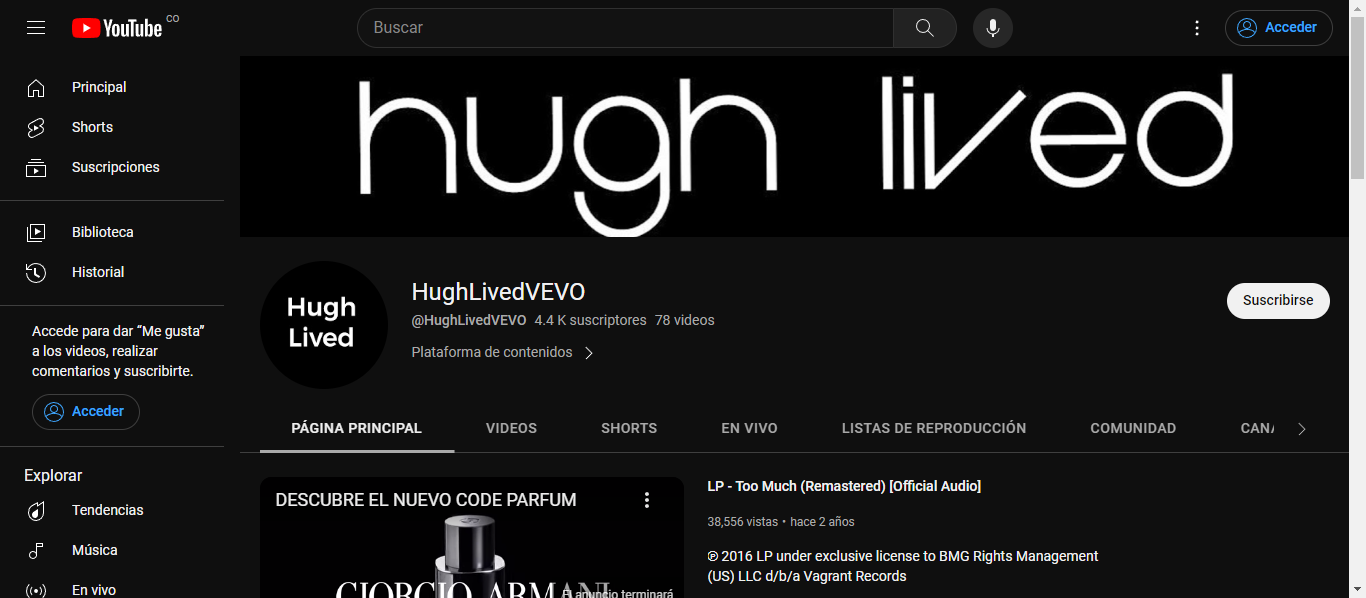 YouTube CO
Buscar
Acceder
Principal
Shorts
Suscripciones
Biblioteca
Historial
Accede para dar “Me gusta”
a los videos, realizar
comentarios y suscribirte.
Acceder
Explorar
Tendencias
Música
En vivo
hugh lived
Hugh
Lived
HughLivedVEVO
@HughLivedVEVO 4.4 K suscriptores 78 videos
Plataforma de contenidos
Suscribirse
PÁGINA PRINCIPAL VIDEOS SHORTS EN VIVO LISTAS DE REPRODUCCIÓN COMUNIDAD CANA
DESCUBRE EL NUEVO CODE PARFUM
GIORGIO ARMANI
El anuncio terminará
LP - Too Much (Remastered) [Official Audio]
38,556 vistas • hace 2 años
℗ 2016 LP under exclusive license to BMG Rights Management
(US) LLC d/b/a Vagrant Records